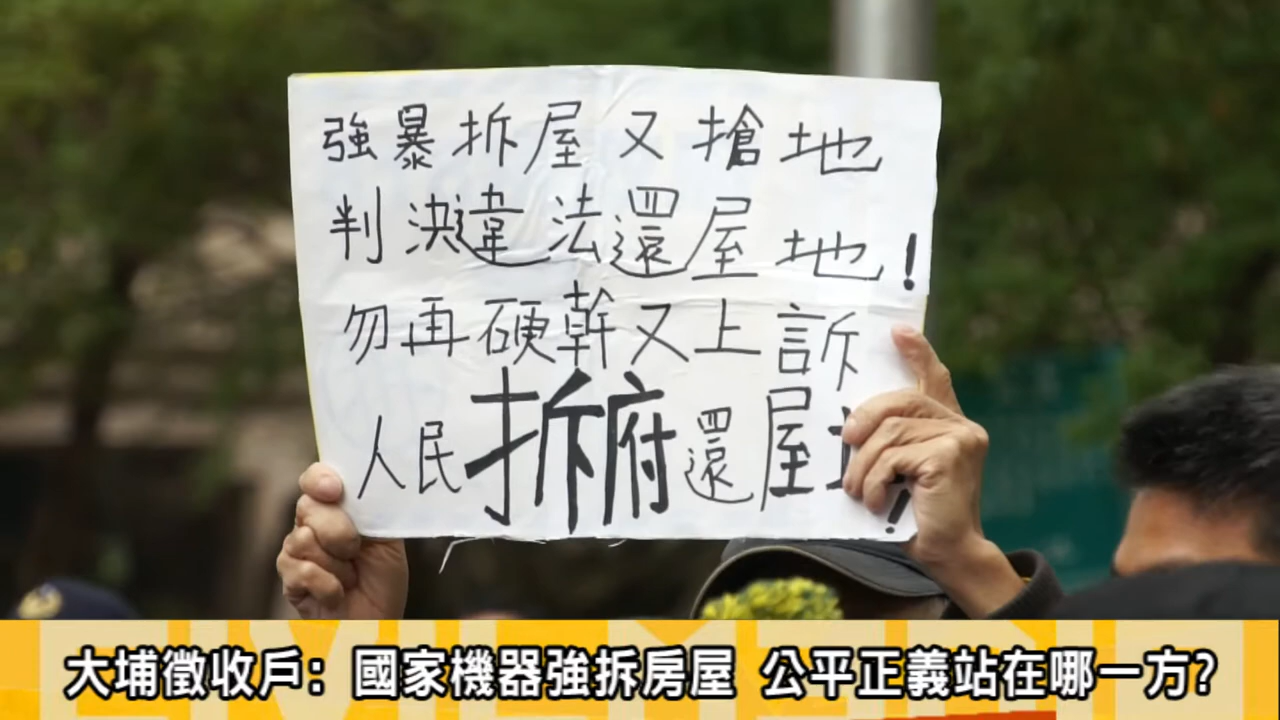 強暴拆屋又搶地
判決違法還屋地!
勿再硬幹又上訴
人民拆府還屋!
大埔徵收戶: 國家機器強拆房屋 公平正義站在哪一方?